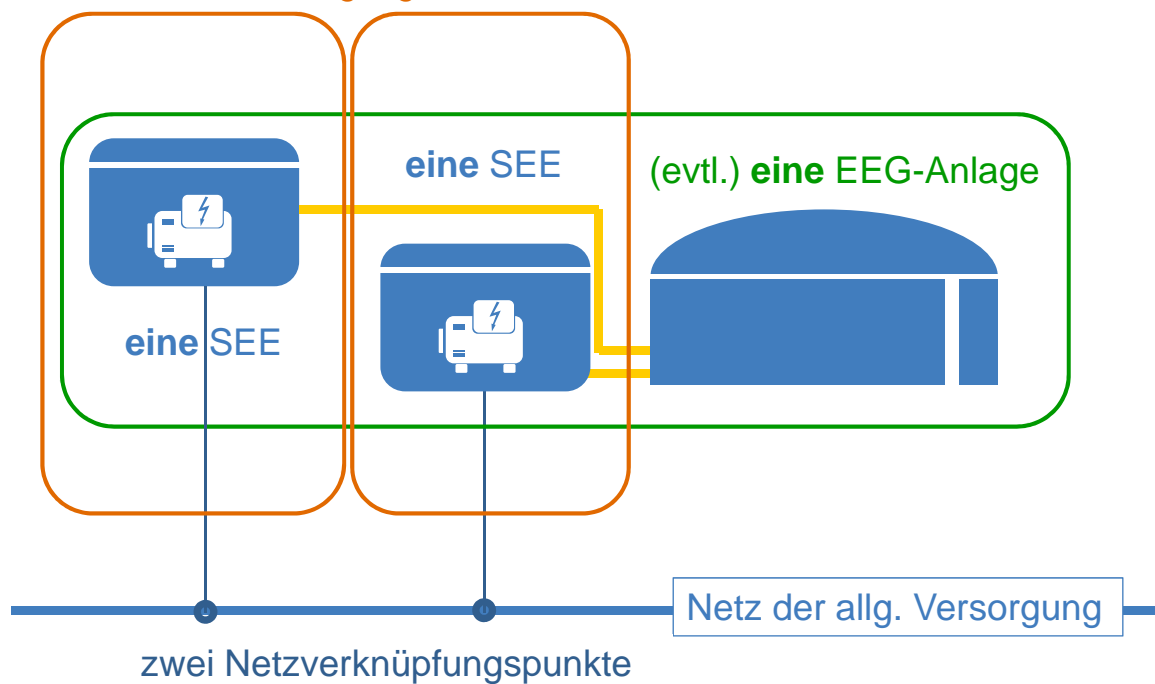 eine SEE
(evtl.) eine EEG-Anlage
eine SEE
Netz der allg. Versorgung
zwei Netzverknüpfungspunkte